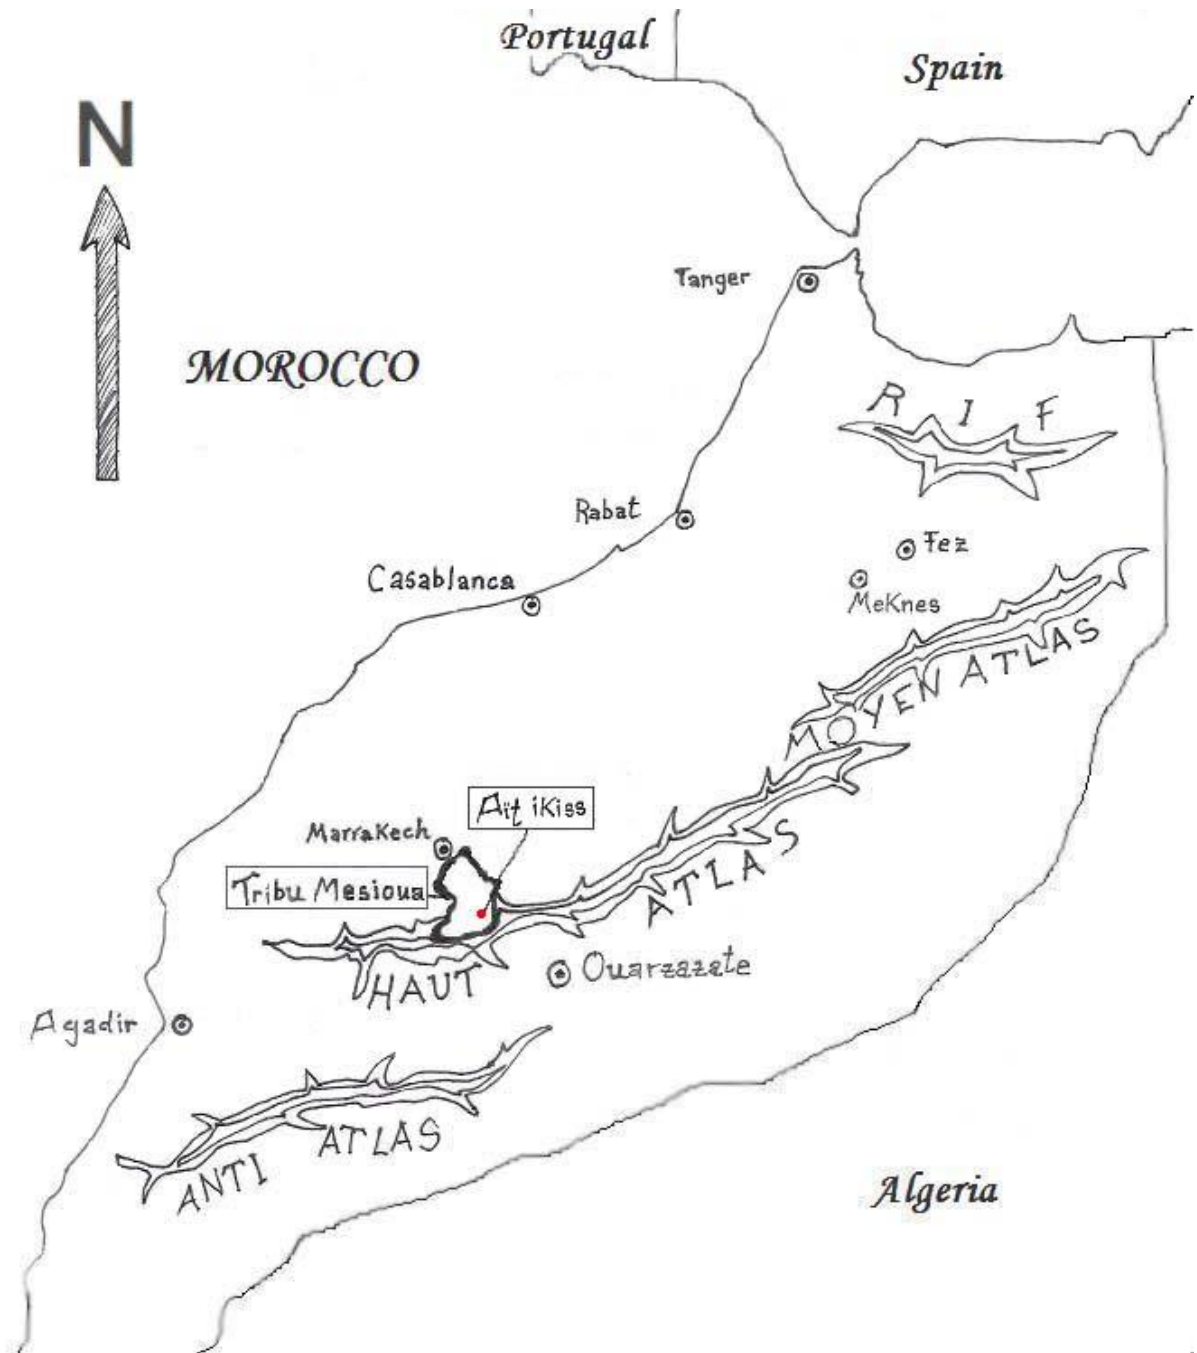 Portugal
Spain
N
Tanger
MOROCCO
R I F
Rabat
Fez
Casablanca
MeKnes
MOYEN ATLAS
Aït iKiss
Marrakech
Tribu Mesioua
HAUT ATLAS
Ouarzazate
Agadir
ANTI ATLAS
Algeria